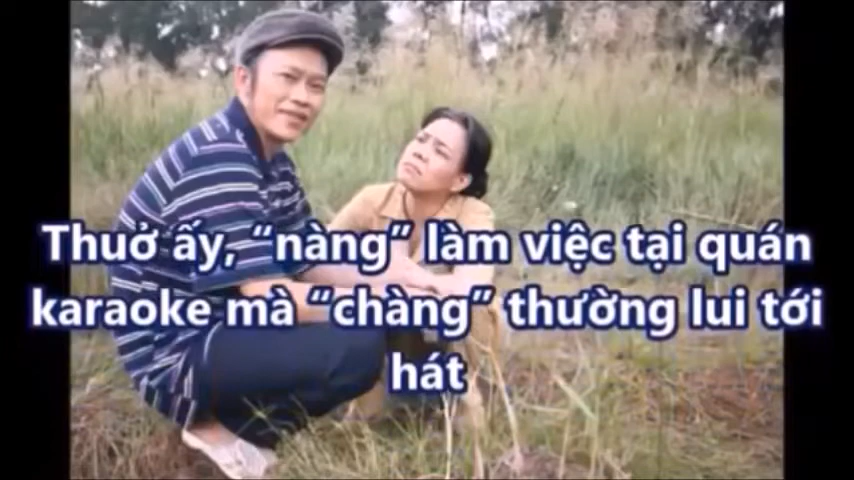 Thuở ấy, “nàng” làm việc tại quán
karaoke mà “chàng” thường lui tới
hát